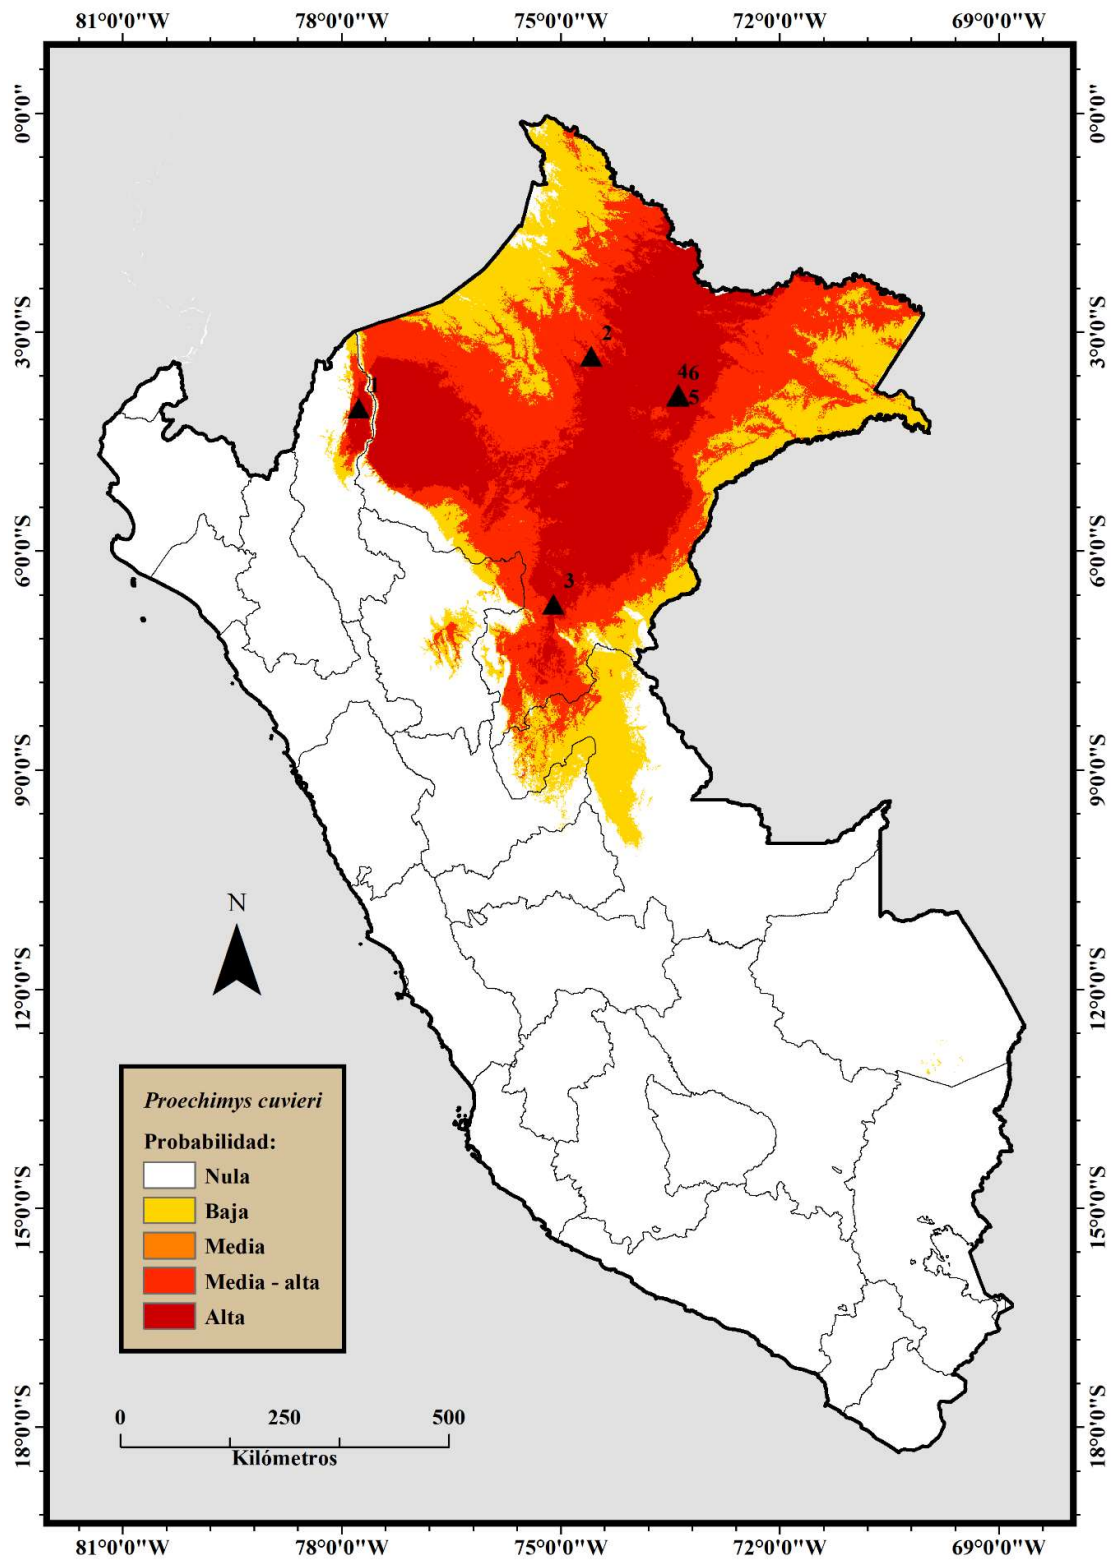 81°0'0"W 78°0'0"W 75°0'0"W 72°0'0"W 69°0'0"W
0°0'0" 0°0'0"
3°0'0"S 3°0'0"S
6°0'0"S 6°0'0"S
9°0'0"S 9°0'0"S
12°0'0"S 12°0'0"S
15°0'0"S 15°0'0"S
18°0'0"S 18°0'0"S
2
46
1
5
3
N
Proechimys cuvieri
Probabilidad:
Nula
Baja
Media
Media - alta
Alta
0 250 500
Kilómetros
81°0'0"W 78°0'0"W 75°0'0"W 72°0'0"W 69°0'0"W